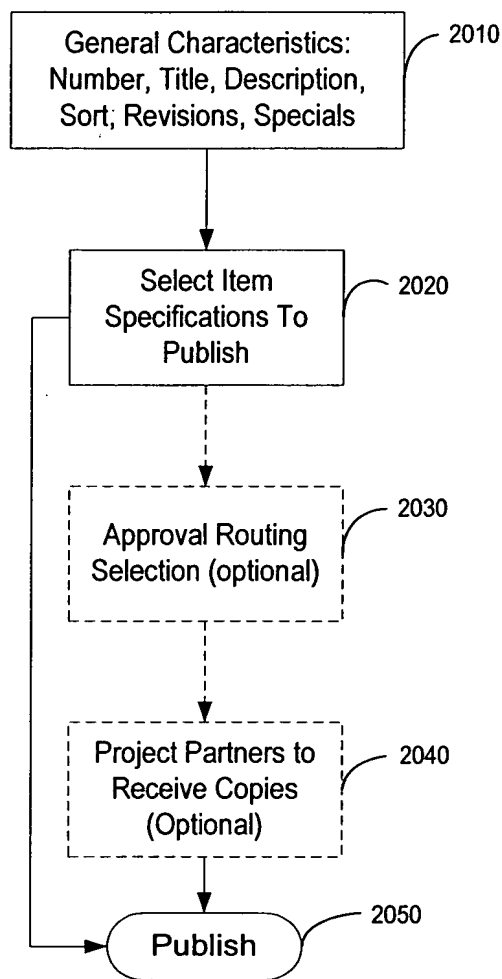 General Characteristics:
Number, Title, Description,
Sort, Revisions, Specials
2010
Select Item
Specifications To
Publish
2020
Approval Routing
Selection (optional)
2030
Project Partners to
Receive Copies
(Optional)
2040
Publish
2050